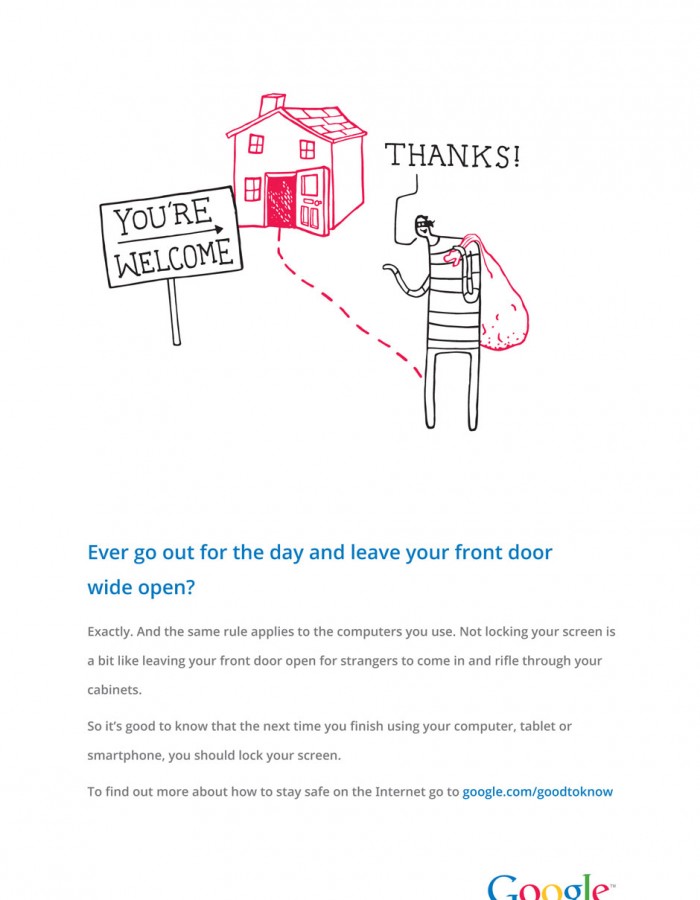 THANKS!
YOU'RE
WELCOME
Ever go out for the day and leave your front door
wide open?
Exactly. And the same rule applies to the computers you use. Not locking your screen is
a bit like leaving your front door open for strangers to come in and rifle through your
cabinets.
So it’s good to know that the next time you finish using your computer, tablet or
smartphone, you should lock your screen.
To find out more about how to stay safe on the Internet go to google.com/goodtoknow
Google™